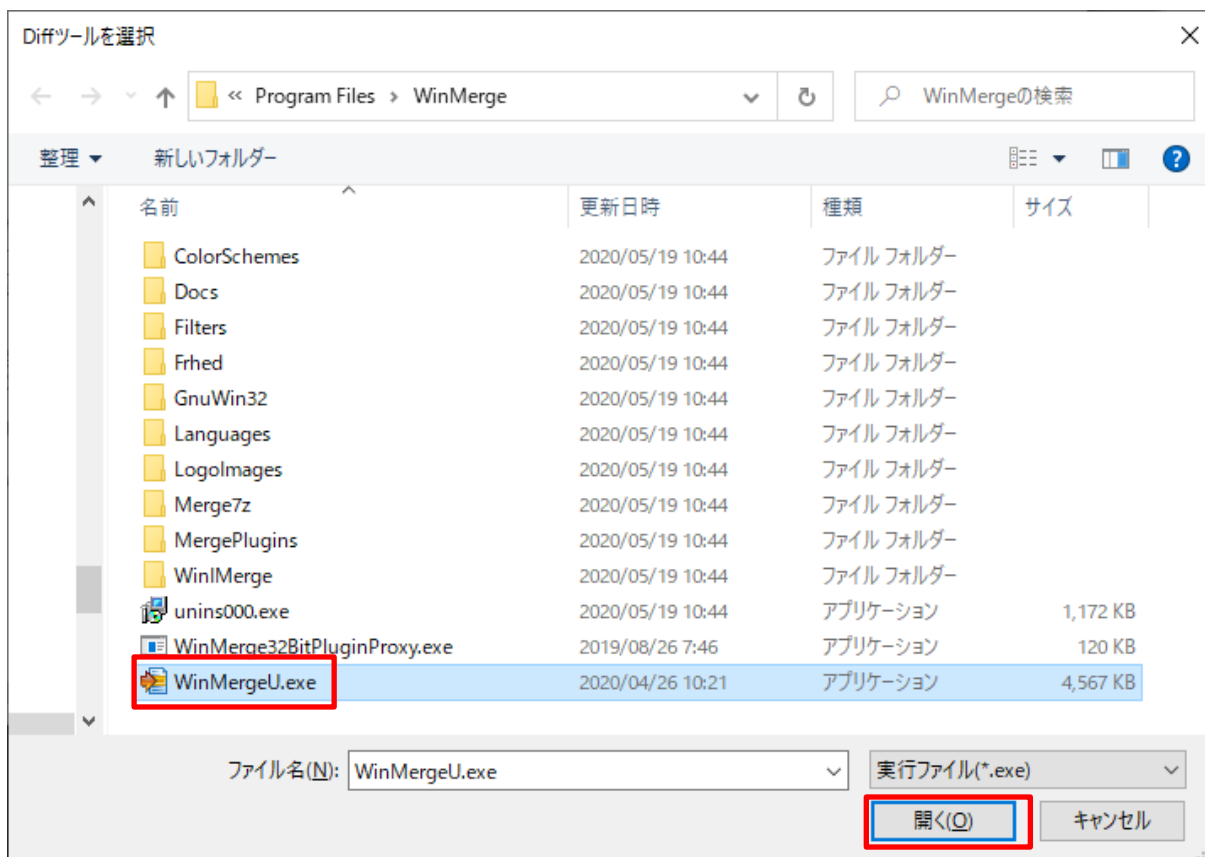 Diffツールを選択
« Program Files › WinMerge
WinMergeの検索
整理 新しいフォルダー
名前 更新日時 種類 サイズ
ColorSchemes 2020/05/19 10:44 ファイル フォルダー
Docs 2020/05/19 10:44 ファイル フォルダー
Filters 2020/05/19 10:44 ファイル フォルダー
Frhed 2020/05/19 10:44 ファイル フォルダー
GnuWin32 2020/05/19 10:44 ファイル フォルダー
Languages 2020/05/19 10:44 ファイル フォルダー
LogoImages 2020/05/19 10:44 ファイル フォルダー
Merge7z 2020/05/19 10:44 ファイル フォルダー
MergePlugins 2020/05/19 10:44 ファイル フォルダー
WinIMerge 2020/05/19 10:44 ファイル フォルダー
unins000.exe 2020/05/19 10:44 アプリケーション 1,172 KB
WinMerge32BitPluginProxy.exe 2019/08/26 7:46 アプリケーション 120 KB
WinMergeU.exe 2020/04/26 10:21 アプリケーション 4,567 KB
ファイル名(N): WinMergeU.exe 実行ファイル(*.exe)
開く(O) キャンセル